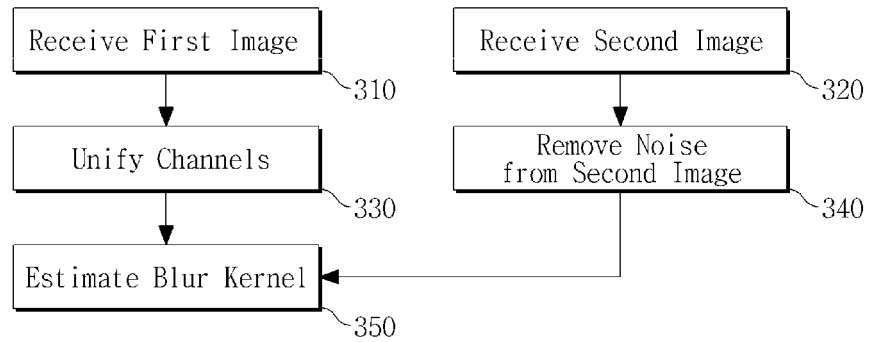 Receive First Image
310
Receive Second Image
320
Unify Channels
330
Remove Noise
from Second Image
340
Estimate Blur Kernel
350